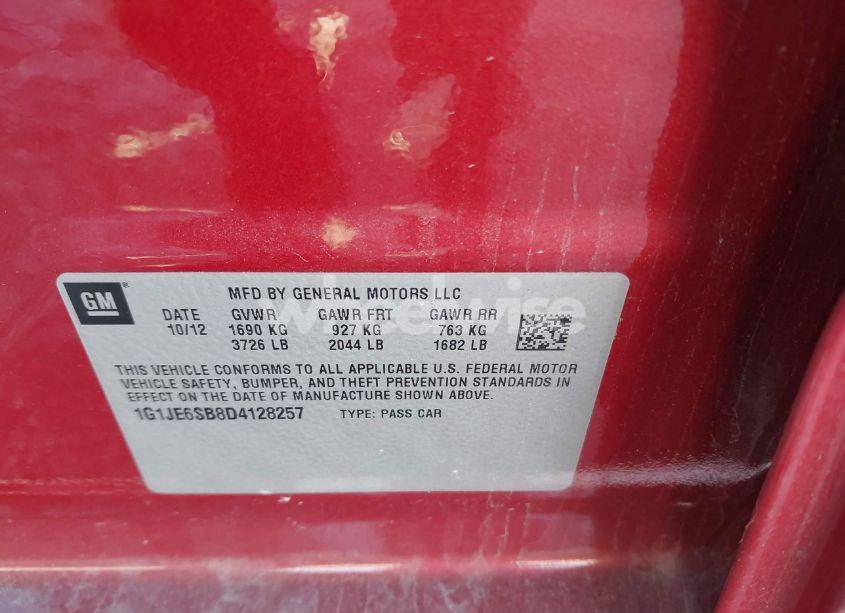 GM
MFD BY GENERAL MOTORS LLC
DATE GVWR GAWR FRT GAWR RR
10/12 1690 KG 927 KG 763 KG
3726 LB 2044 LB 1682 LB
THIS VEHICLE CONFORMS TO ALL APPLICABLE U.S. FEDERAL MOTOR
VEHICLE SAFETY, BUMPER, AND THEFT PREVENTION STANDARDS IN
EFFECT ON THE DATE OF MANUFACTURE SHOWN ABOVE.
1G1JE6SB8D4128257 TYPE: PASS CAR